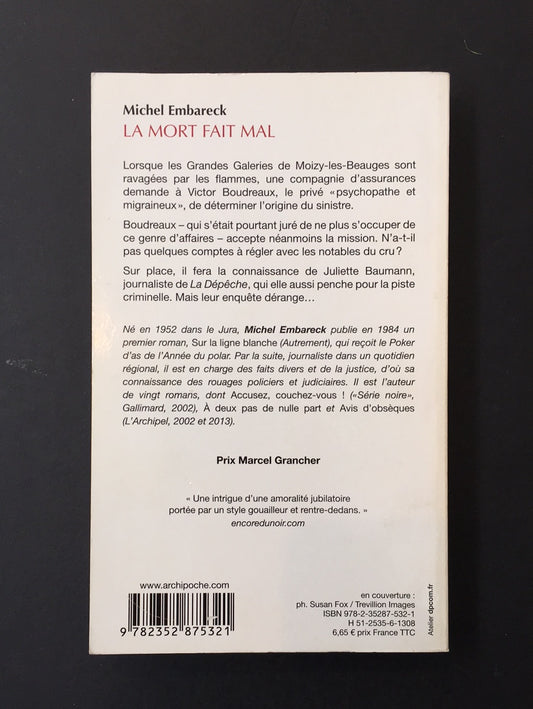 Michel Embareck
LA MORT FAIT MAL
Lorsque les Grandes Galeries de Moizy-les-Beauges sont
ravagées par les flammes, une compagnie d'assurances
demande à Victor Boudreaux, le privé « psychopathe et
migraineux », de déterminer l'origine du sinistre.
Boudreaux – qui s'était pourtant juré de ne plus s'occuper de
ce genre d'affaires – accepte néanmoins la mission. N'a-t-il
pas quelques comptes à régler avec les notables du cru ?
Sur place, il fera la connaissance de Juliette Baumann,
journaliste de La Dépêche, qui elle aussi penche pour la piste
criminelle. Mais leur enquête dérange…
Né en 1952 dans le Jura, Michel Embareck publie en 1984 un
premier roman, Sur la ligne blanche (Autrement), qui reçoit le Poker
d'as de l'Année du polar. Par la suite, journaliste dans un quotidien
régional, il est en charge des faits divers et de la justice, d'où sa
connaissance des rouages policiers et judiciaires. Il est l'auteur
de vingt romans, dont Accusez, couchez-vous ! (« Série noire »,
Gallimard, 2002), À deux pas de nulle part et Avis d'obsèques
(L'Archipel, 2002 et 2013).
Prix Marcel Grancher
« Une intrigue d'une amoralité jubilatoire
portée par un style gouailleur et rentre-dedans. »
encoredunoir.com
www.archipoche.com
9 782352 875321
en couverture :
ph. Susan Fox / Trevillion Images
ISBN 978-2-35287-532-1
H 51-2535-6-1308
6,65 € prix France TTC
Atelier dpcom.fr